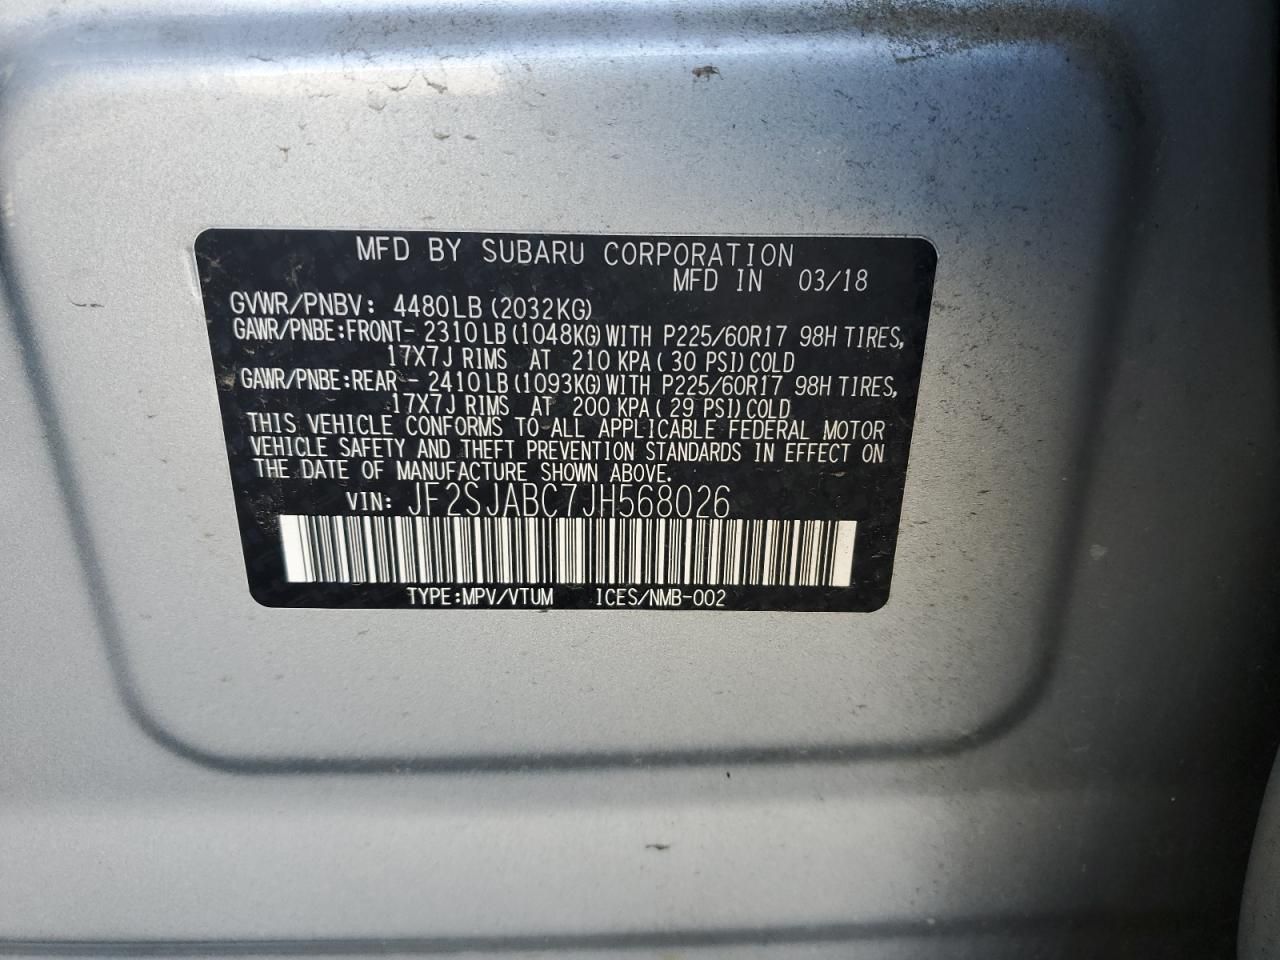 MFD BY SUBARU CORPORATION
MFD IN 03/18
GVWR/PNBV: 4480LB (2032KG)
GAWR/PNBE:FRONT- 2310LB (1048KG) WITH P225/60R17 98H TIRES,
17X7J RIMS AT 210 KPA ( 30 PSI) COLD
GAWR/PNBE:REAR - 2410LB (1093KG) WITH P225/60R17 98H TIRES,
17X7J RIMS AT 200 KPA ( 29 PSI) COLD
THIS VEHICLE CONFORMS TO ALL APPLICABLE FEDERAL MOTOR
VEHICLE SAFETY AND THEFT PREVENTION STANDARDS IN EFFECT ON
THE DATE OF MANUFACTURE SHOWN ABOVE.
VIN: JF2SJABC7JH568026
TYPE:MPV/VTUM ICES/NMB-002